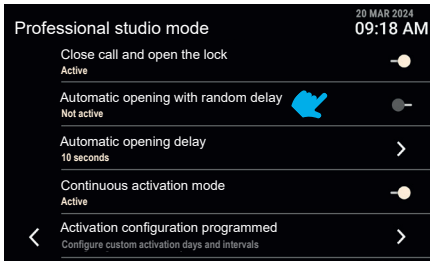 20 MAR 2024
Professional studio mode 09:18 AM
Close call and open the lock
Active
Automatic opening with random delay
Not active
Automatic opening delay
10 seconds
Continuous activation mode
Active
Activation configuration programmed
Configure custom activation days and intervals